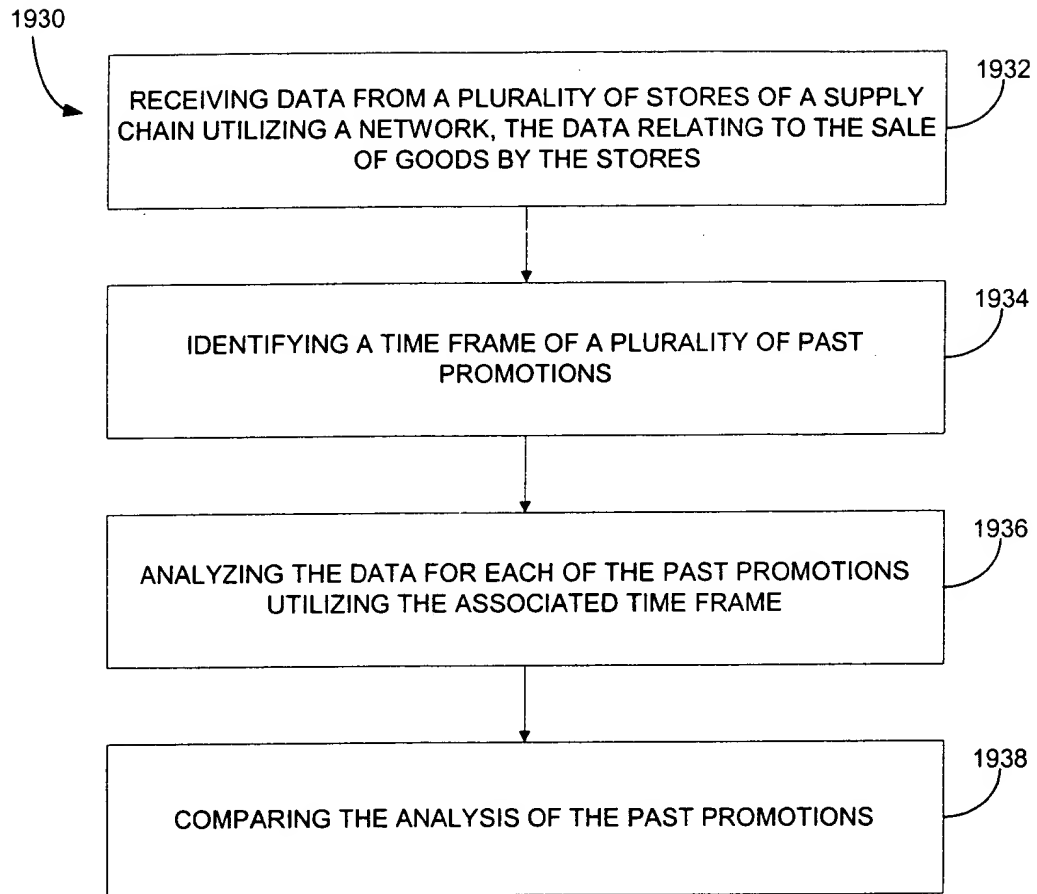 1930
1932
RECEIVING DATA FROM A PLURALITY OF STORES OF A SUPPLY
CHAIN UTILIZING A NETWORK, THE DATA RELATING TO THE SALE
OF GOODS BY THE STORES
1934
IDENTIFYING A TIME FRAME OF A PLURALITY OF PAST
PROMOTIONS
1936
ANALYZING THE DATA FOR EACH OF THE PAST PROMOTIONS
UTILIZING THE ASSOCIATED TIME FRAME
1938
COMPARING THE ANALYSIS OF THE PAST PROMOTIONS